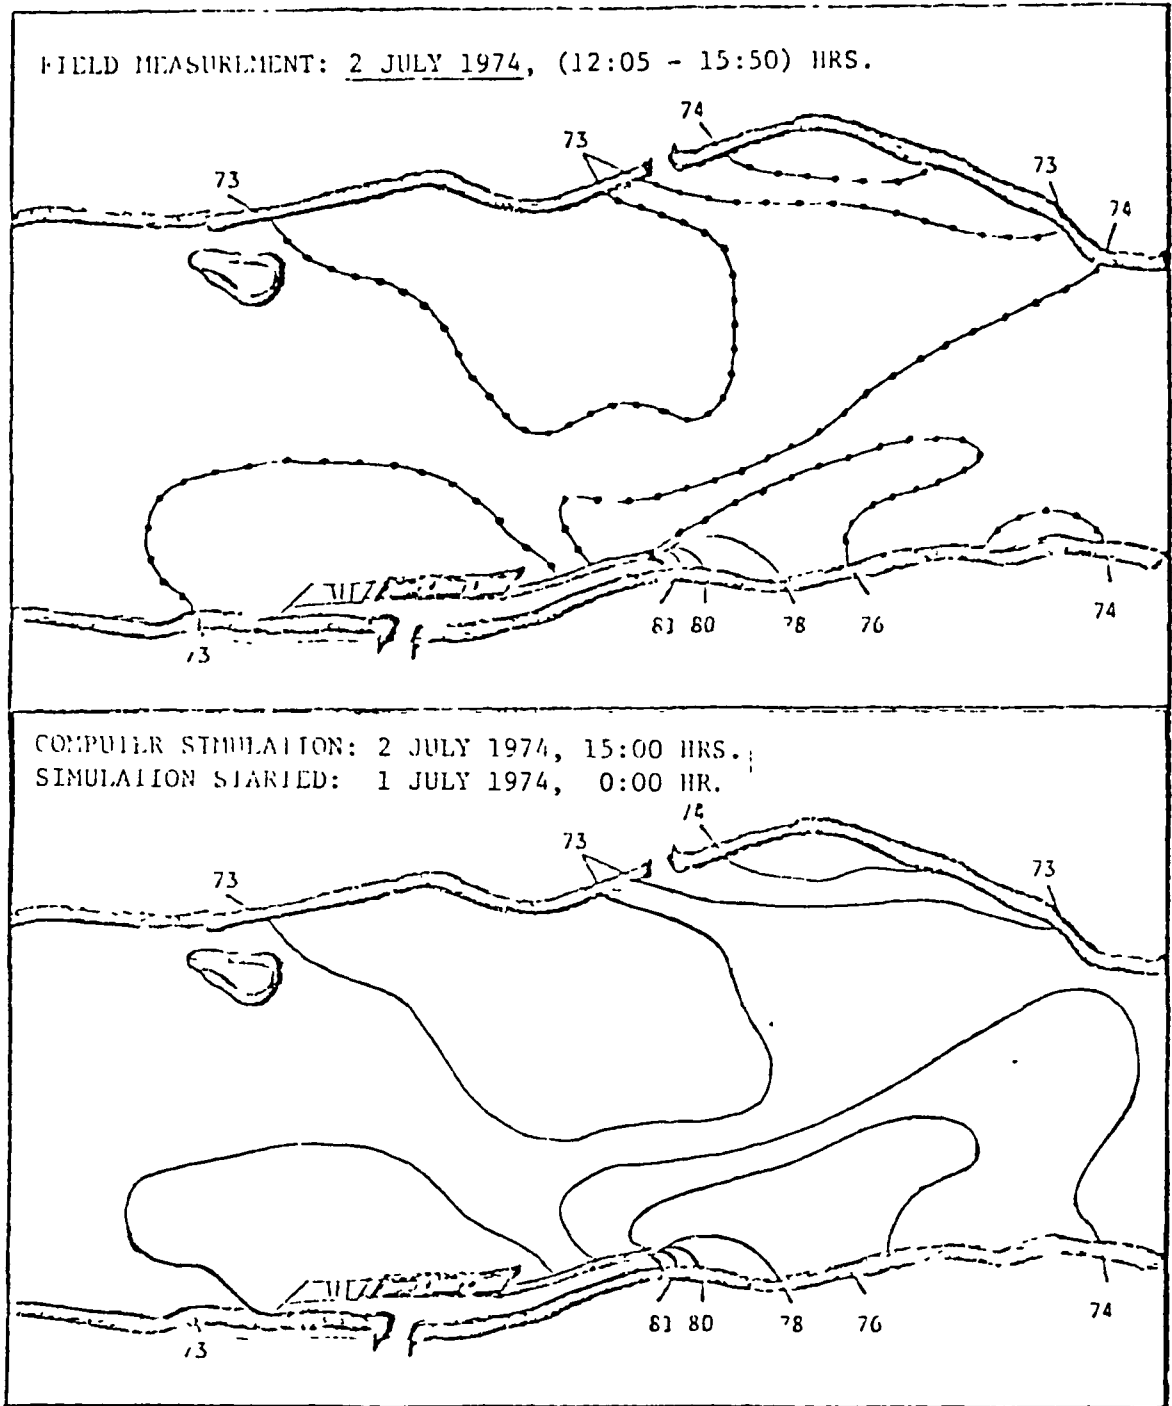 FIELD MEASUREMENT: 2 JULY 1974, (12:05 - 15:50) HRS.
74
73
73
73
74
81 80 78 76
74
73
COMPUTER SIMULATION: 2 JULY 1974, 15:00 HRS.
SIMULATION STARTED: 1 JULY 1974, 0:00 HR.
74
73
73
73
81 80 78 76
74
73